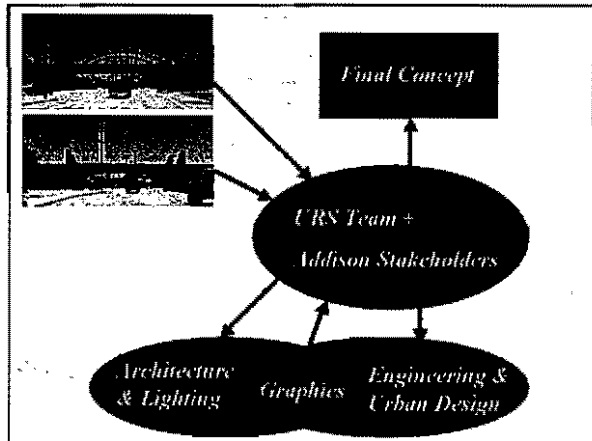 Final Concept
URS Team +
Addison Stakeholders
Architecture
& Lighting
Graphics
Engineering &
Urban Design